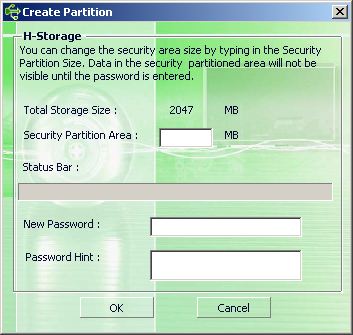 Create Partition
H-Storage
You can change the security area size by typing in the Security
Partition Size. Data in the security partitioned area will not be
visible until the password is entered.
Total Storage Size : 2047 MB
Security Partition Area : MB
Status Bar :
New Password :
Password Hint :
OK Cancel